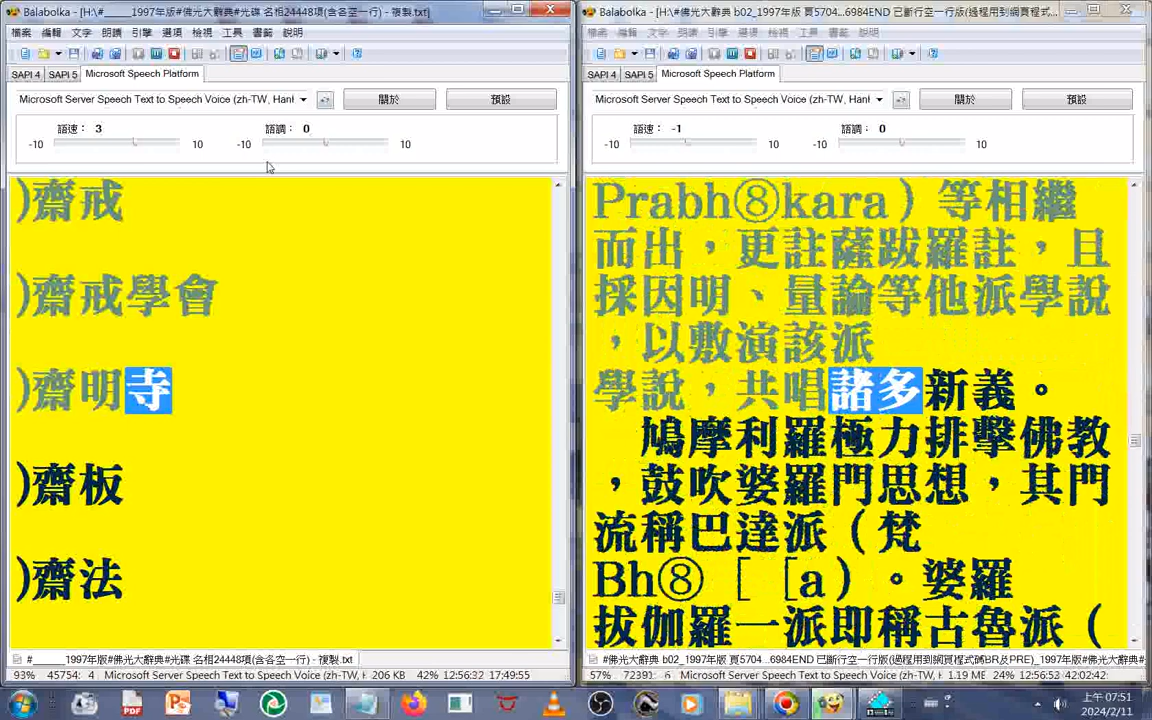 Balabolka - [H:\#_____1997年版#佛光大辭典#光碟 名相24448項(含各空一行) - 複製.txt]
檔案 編輯 文字 朗讀 引擎 選項 檢視 工具 書籤 說明
SAPI 4 SAPI 5 Microsoft Speech Platform
Microsoft Server Speech Text to Speech Voice (zh-TW, Hanl 關於 預設
語速： 3 語調： 0
-10 10 -10 10
)齋戒
)齋戒學會
)齋明寺
)齋板
)齋法
#_____1997年版#佛光大辭典#光碟 名相24448項(含各空一行) - 複製.txt
93% 45754: 4 Microsoft Server Speech Text to Speech Voice (zh-TW, H 206 KB 12:56:32 17:49:55
Balabolka - [H:\#佛光大辭典 b02_1997年版 頁5704...6984END 已斷行空一行版(過程用到網頁程式...
檔案 編輯 文字 朗讀 引擎 選項 檢視 工具 書籤 說明
SAPI 4 SAPI 5 Microsoft Speech Platform
Microsoft Server Speech Text to Speech Voice (zh-TW, Hanl 關於 預設
語速： -1 語調： 0
-10 10 -10 10
Prabh⑧kara）等相繼
而出，更註薩跋羅註，且
採因明、量論等他派學說
，以敷演該派
學說，共唱諸多新義。
鳩摩利羅極力排擊佛教
，鼓吹婆羅門思想，其門
流稱巴達派（梵
Bh⑧［［a）。婆羅
拔伽羅一派即稱古魯派（
#佛光大辭典 b02_1997年版 頁5704...6984END 已斷行空一行版(過程用到網頁程式碼BR及PRE)_1997年版#佛光大辭典#
57% 1.19 MB 24% 12:56:53 42:02:42
上午 07:51
2024/2/11